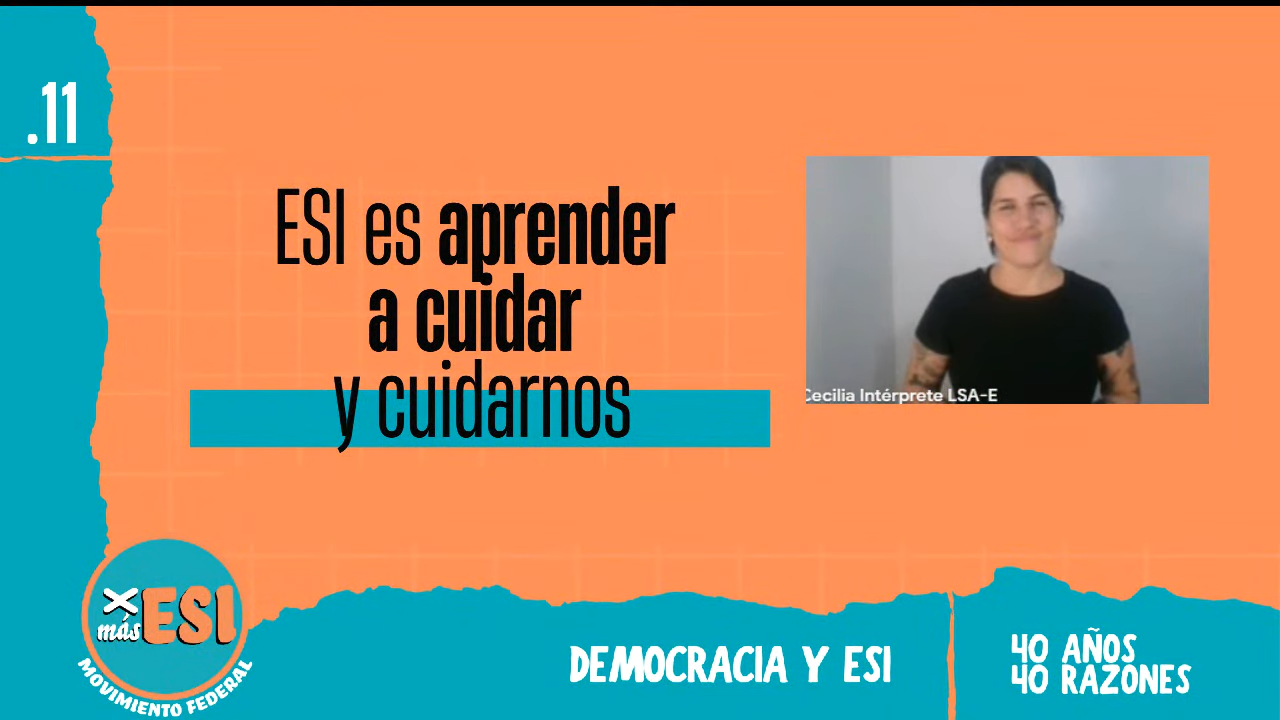 .11
ESI es aprender
a cuidar
y cuidarnos
Cecilia Intérprete LSA-E
x
más ESI
MOVIMIENTO FEDERAL
DEMOCRACIA Y ESI
40 AÑOS
40 RAZONES